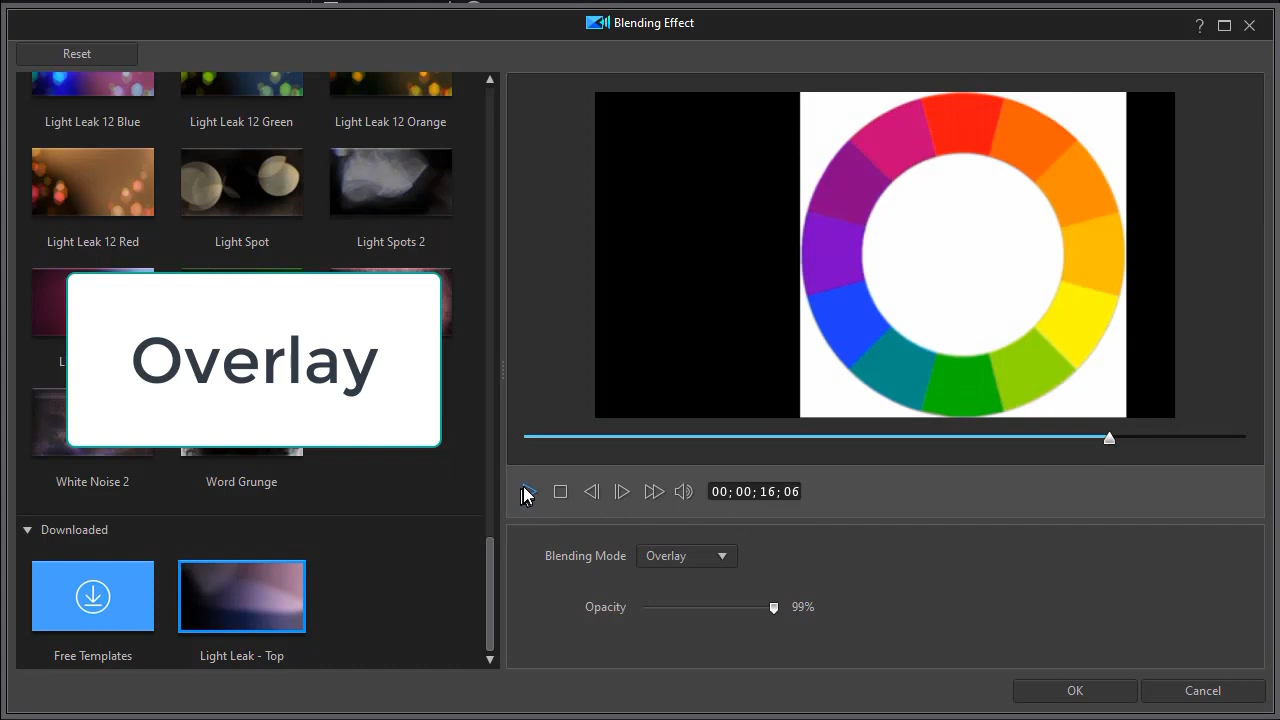 Blending Effect
Reset
Light Leak 12 Blue
Light Leak 12 Green
Light Leak 12 Orange
Light Leak 12 Red
Light Spot
Light Spots 2
Overlay
White Noise 2
Word Grunge
00; 00; 16; 06
Downloaded
Blending Mode
Overlay
Opacity
99%
Free Templates
Light Leak - Top
OK
Cancel